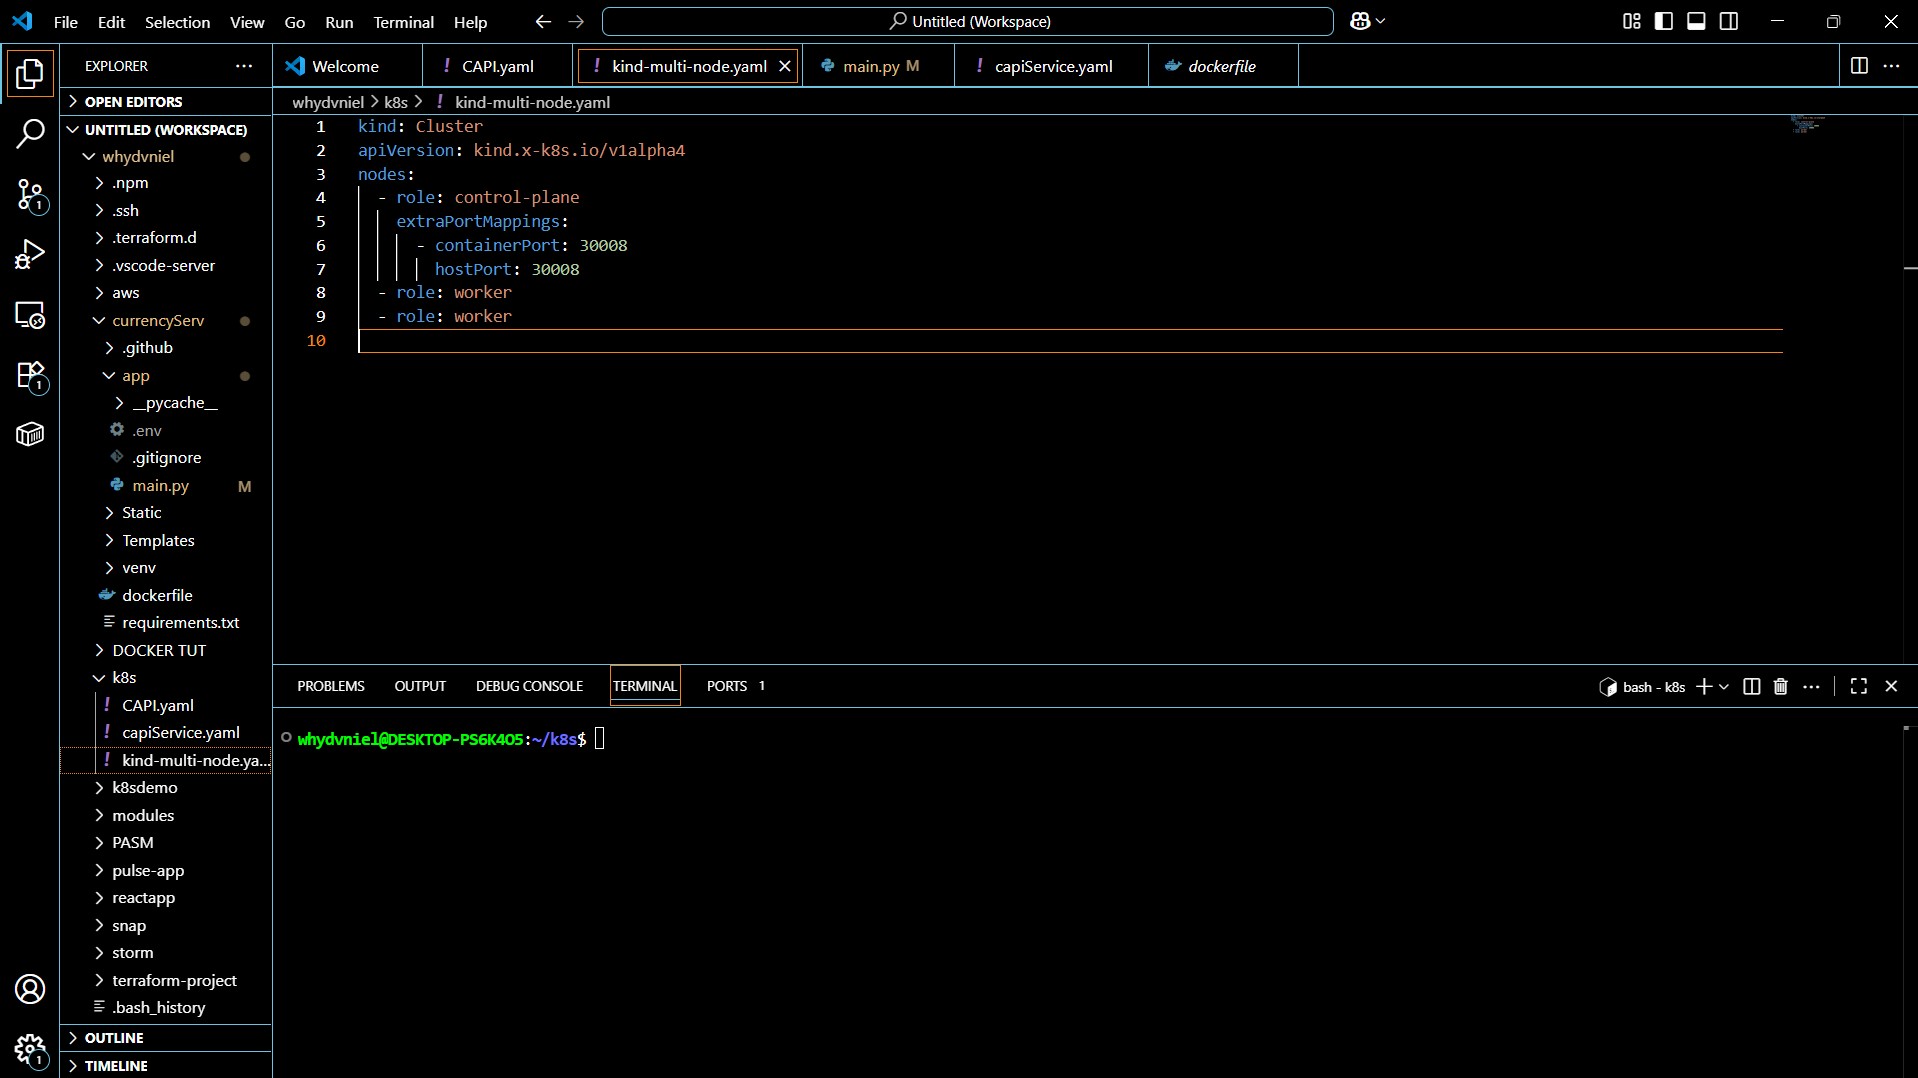 File Edit Selection View Go Run Terminal Help
Untitled (Workspace)
EXPLORER
Welcome
! CAPI.yaml
! kind-multi-node.yaml
main.py M
! capiService.yaml
dockerfile
OPEN EDITORS
UNTITLED (WORKSPACE)
whydvniel
.npm
.ssh
.terraform.d
.vscode-server
aws
currencyServ
.github
app
__pycache__
.env
.gitignore
main.py M
Static
Templates
venv
dockerfile
requirements.txt
DOCKER TUT
k8s
! CAPI.yaml
! capiService.yaml
! kind-multi-node.ya...
k8sdemo
modules
PASM
pulse-app
reactapp
snap
storm
terraform-project
.bash_history
OUTLINE
TIMELINE
1
1
1
whydvniel > k8s > ! kind-multi-node.yaml
1 kind: Cluster
2 apiVersion: kind.x-k8s.io/v1alpha4
3 nodes:
4 - role: control-plane
5 extraPortMappings:
6 - containerPort: 30008
7 hostPort: 30008
8 - role: worker
9 - role: worker
10
PROBLEMS OUTPUT DEBUG CONSOLE TERMINAL PORTS 1
bash - k8s
whydvniel@DESKTOP-PS6K4O5:~/k8s$